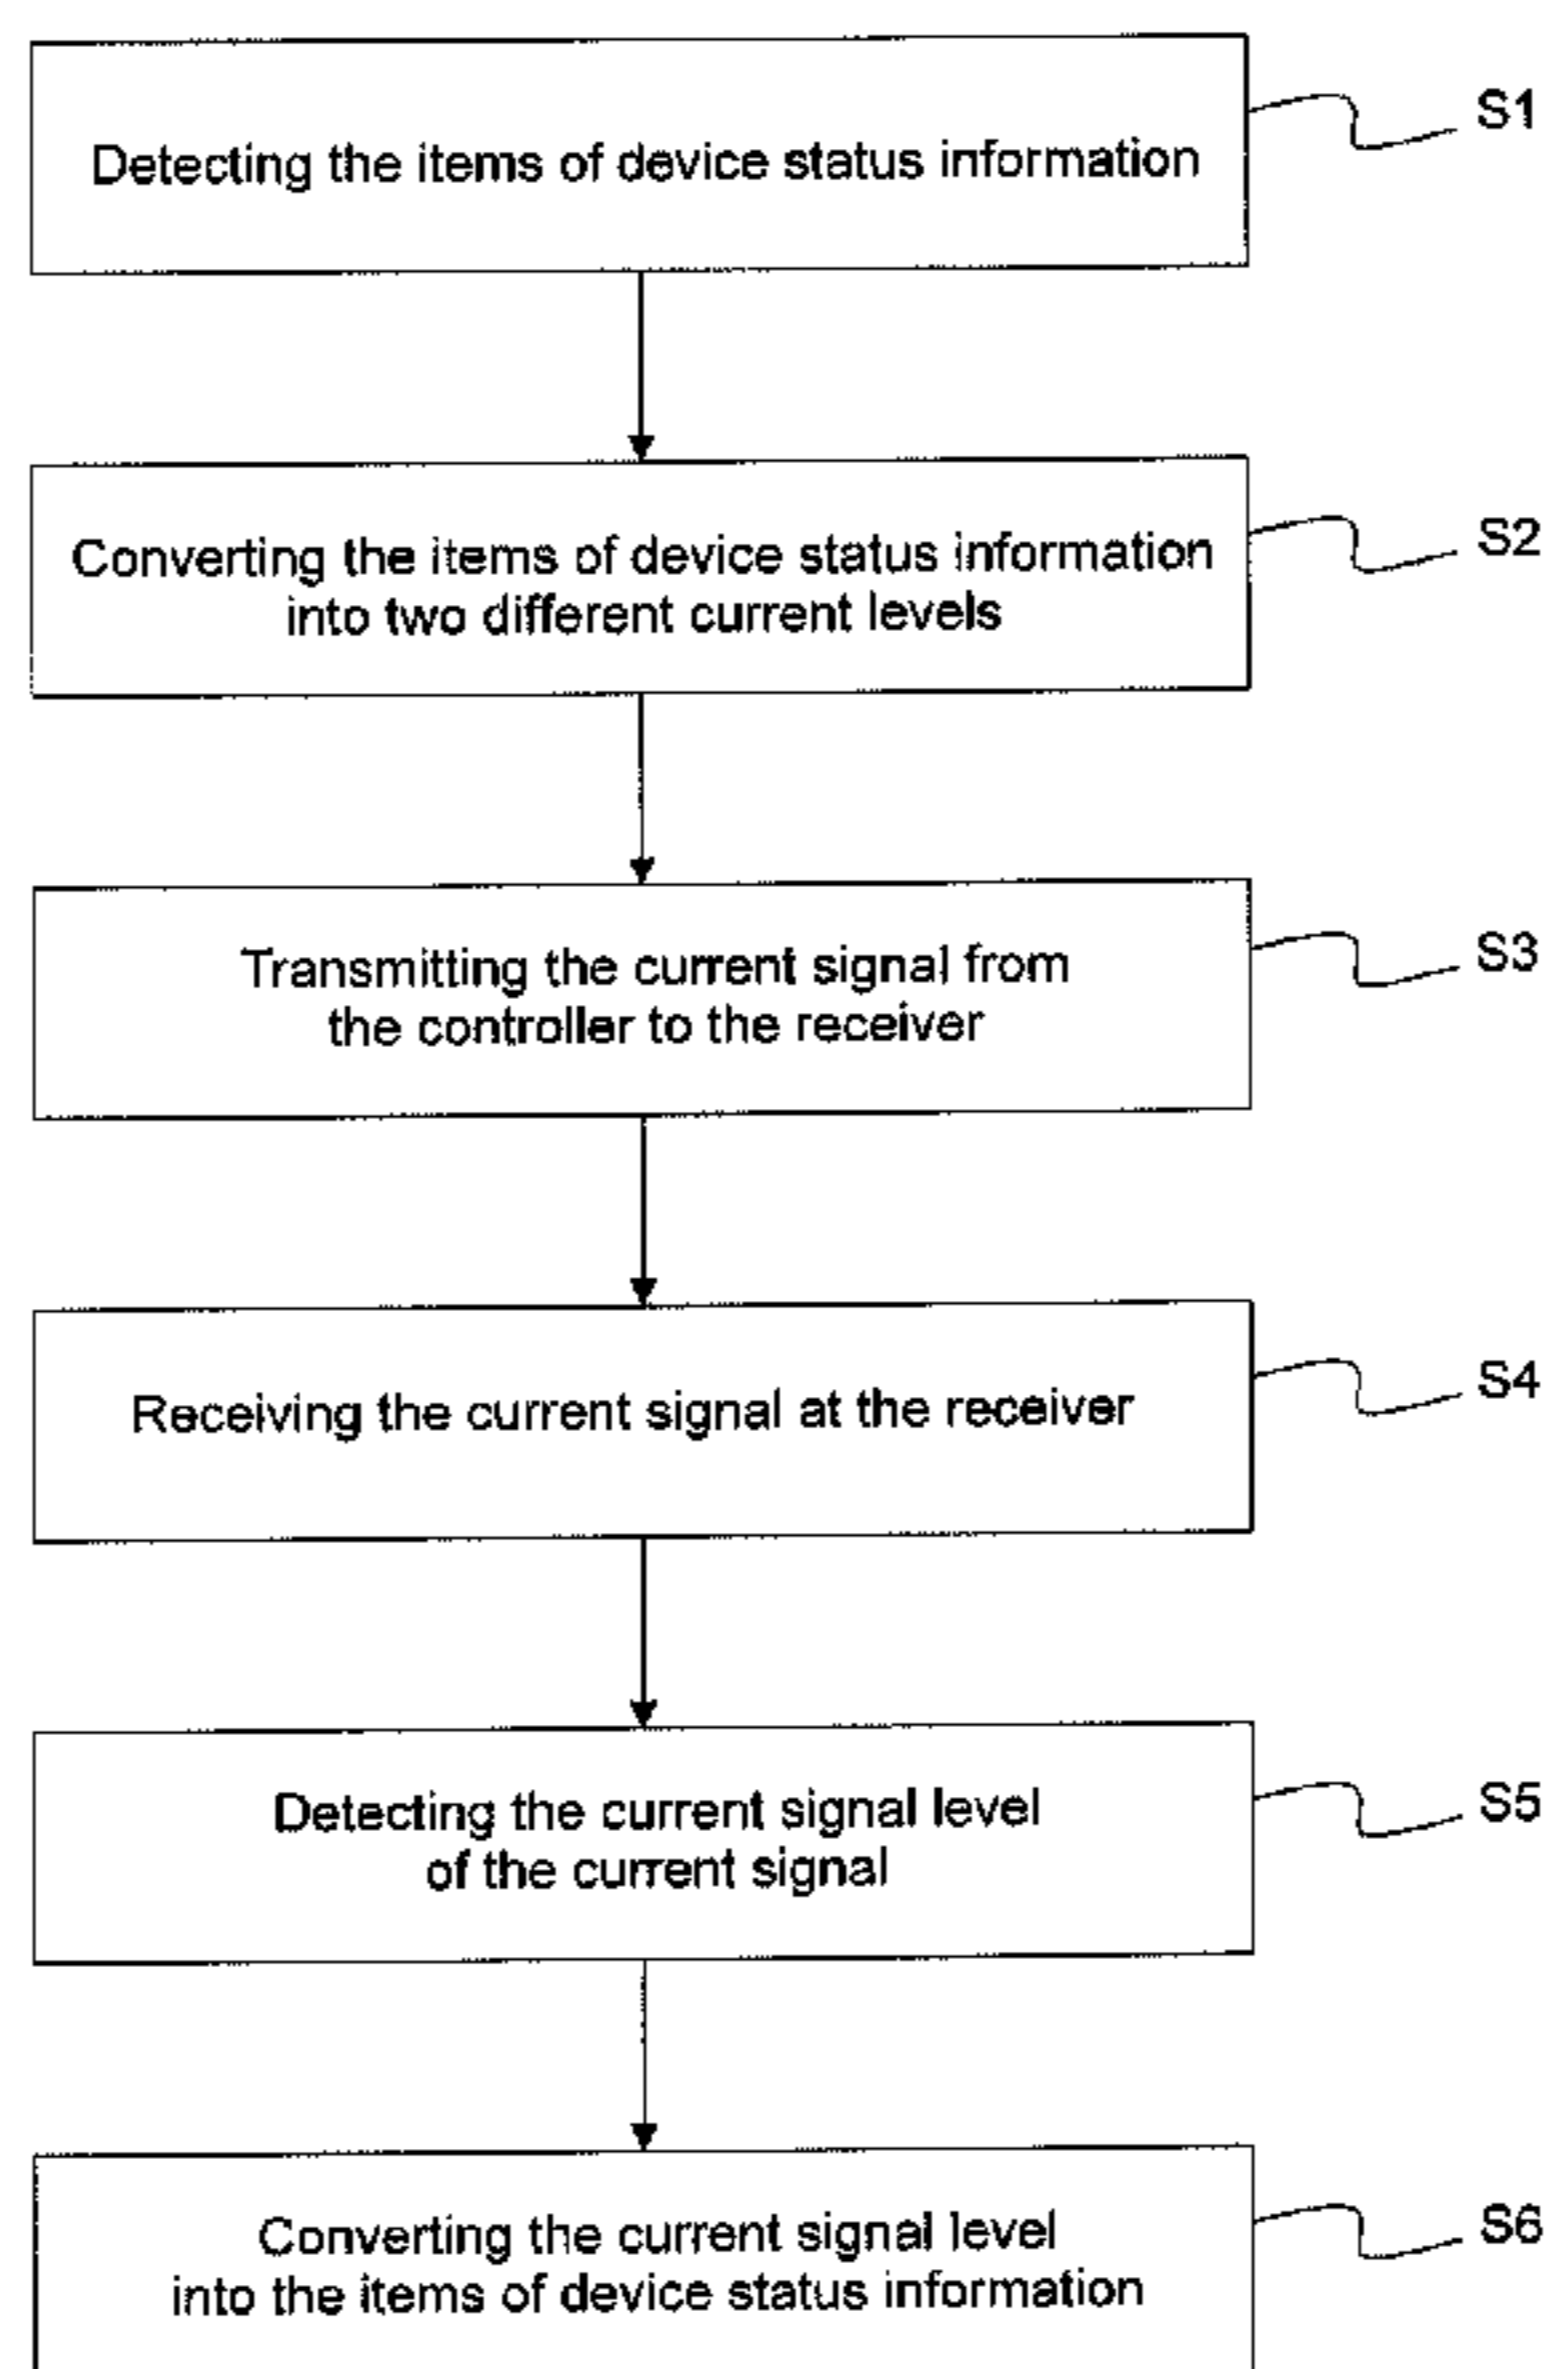 Detecting the items of device status information
S1
Converting the items of device status information
into two different current levels
S2
Transmitting the current signal from
the controller to the receiver
S3
Receiving the current signal at the receiver
S4
Detecting the current signal level
of the current signal
S5
Converting the current signal level
into the items of device status information
S6